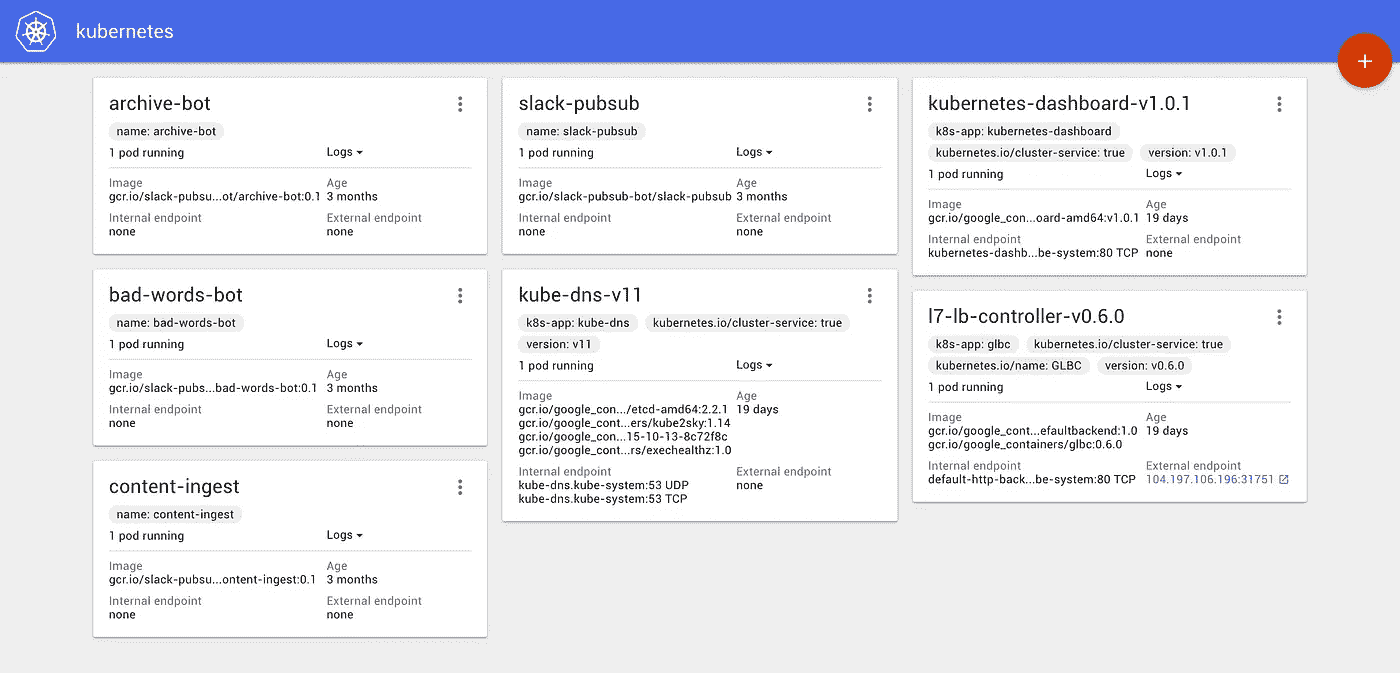 kubernetes
+
archive-bot
name: archive-bot
1 pod running Logs
Image Age
gcr.io/slack-pubsu...ot/archive-bot:0.1 3 months
Internal endpoint External endpoint
none none
bad-words-bot
name: bad-words-bot
1 pod running Logs
Image Age
gcr.io/slack-pubs...bad-words-bot:0.1 3 months
Internal endpoint External endpoint
none none
content-ingest
name: content-ingest
1 pod running Logs
Image Age
gcr.io/slack-pubsu...ontent-ingest:0.1 3 months
Internal endpoint External endpoint
none none
slack-pubsub
name: slack-pubsub
1 pod running Logs
Image Age
gcr.io/slack-pubsub-bot/slack-pubsub 3 months
Internal endpoint External endpoint
none none
kube-dns-v11
k8s-app: kube-dns kubernetes.io/cluster-service: true
version: v11
1 pod running Logs
Image Age
gcr.io/google_con.../etcd-amd64:2.2.1 19 days
gcr.io/google_cont...ers/kube2sky:1.14
gcr.io/google_con...15-10-13-8c72f8c
gcr.io/google_cont...rs/exechealthz:1.0
Internal endpoint External endpoint
kube-dns.kube-system:53 UDP none
kube-dns.kube-system:53 TCP
kubernetes-dashboard-v1.0.1
k8s-app: kubernetes-dashboard
kubernetes.io/cluster-service: true version: v1.0.1
1 pod running Logs
Image Age
gcr.io/google_con...oard-amd64:v1.0.1 19 days
Internal endpoint External endpoint
kubernetes-dashb...be-system:80 TCP none
l7-lb-controller-v0.6.0
k8s-app: glbc kubernetes.io/cluster-service: true
kubernetes.io/name: GLBC version: v0.6.0
1 pod running Logs
Image Age
gcr.io/google_cont...efaultbackend:1.0 19 days
gcr.io/google_containers/glbc:0.6.0
Internal endpoint External endpoint
default-http-back...be-system:80 TCP 104.197.106.196:31751